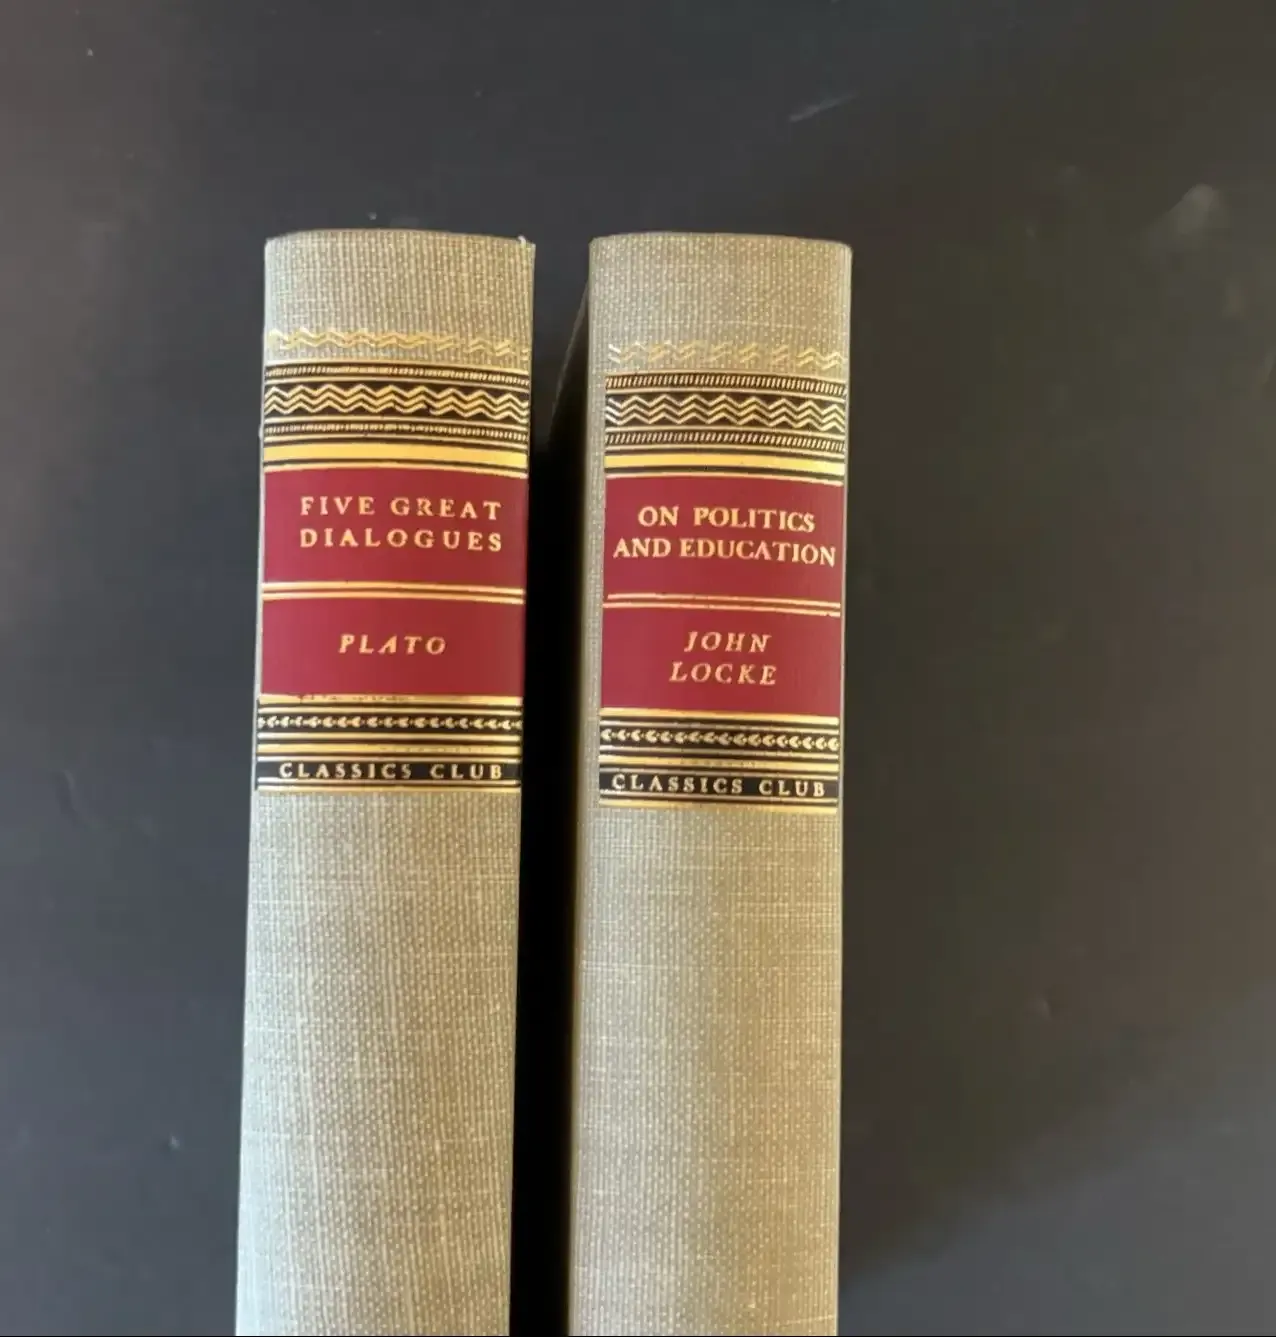 FIVE GREAT
DIALOGUES
PLATO
CLASSICS CLUB
ON POLITICS
AND EDUCATION
JOHN
LOCKE
CLASSICS CLUB